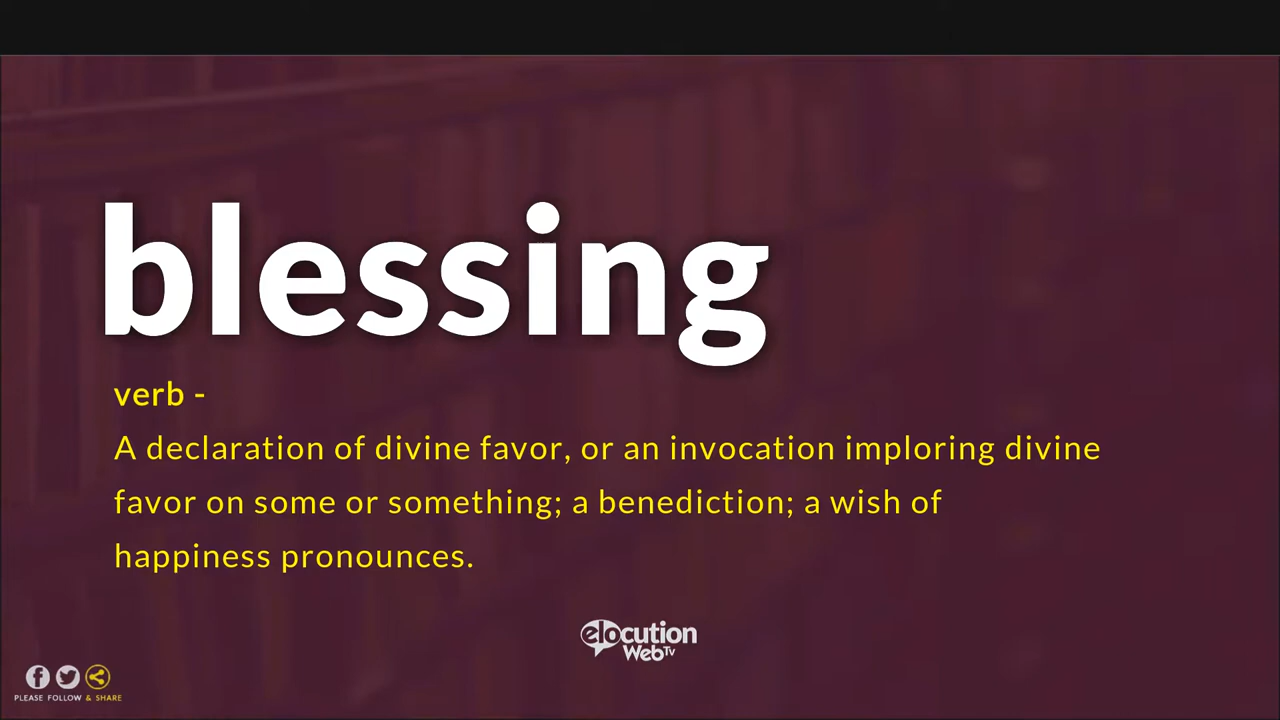 blessing
verb -
A declaration of divine favor, or an invocation imploring divine
favor on some or something; a benediction; a wish of
happiness pronounces.
elocution
WebTv
PLEASE FOLLOW & SHARE